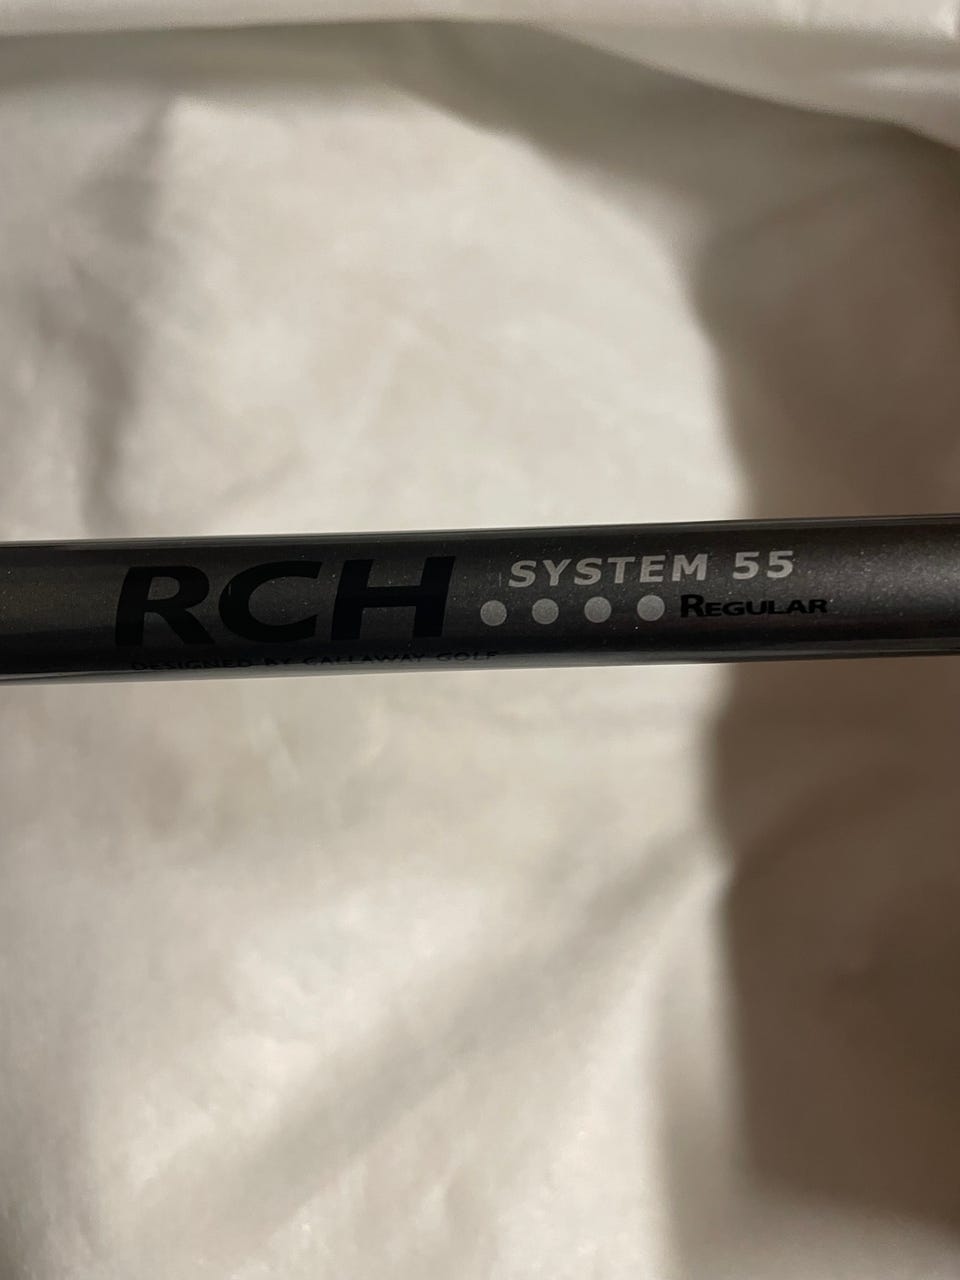 RCH
DESIGNED BY CALLAWAY GOLF
SYSTEM 55
REGULAR